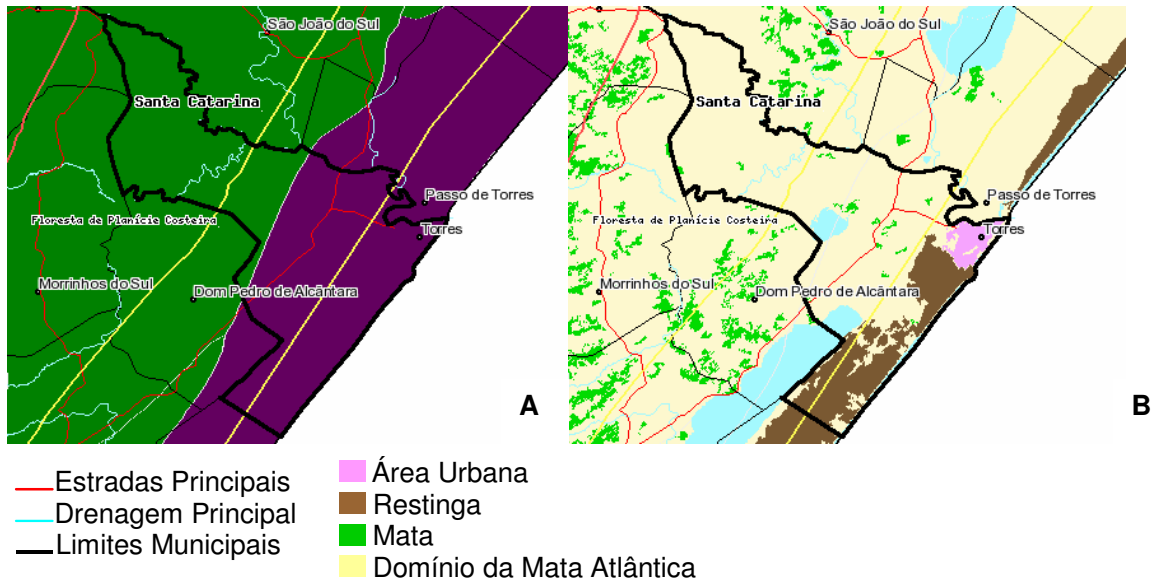 São João do Sul
Santa Catarina
Passo de Torres
Floresta de Planície Costeira
Torres
Morrinhos do Sul
Dom Pedro de Alcântara
A
São João do Sul
Santa Catarina
Passo de Torres
Floresta de Planície Costeira
Torres
Morrinhos do Sul
Dom Pedro de Alcântara
B
Estradas Principais
Drenagem Principal
Limites Municipais
Área Urbana
Restinga
Mata
Domínio da Mata Atlântica